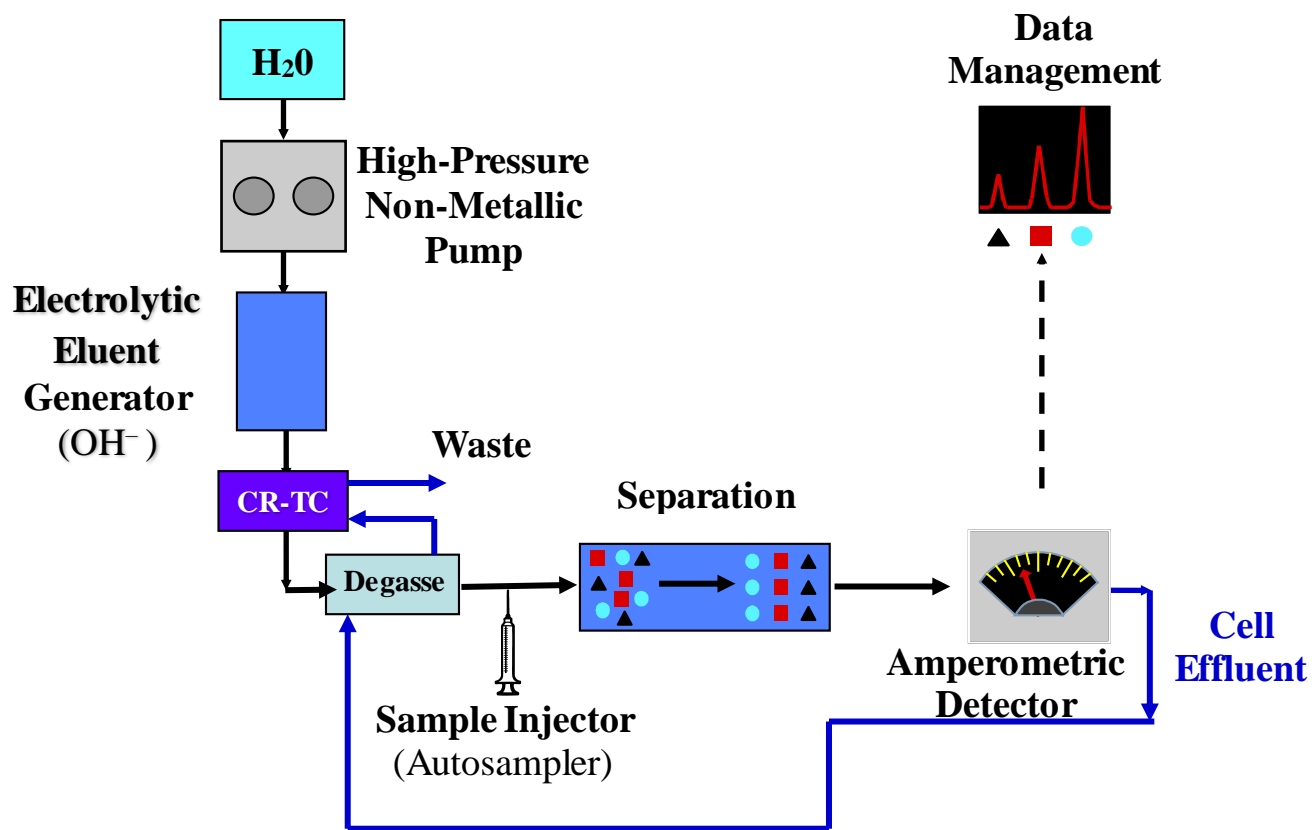 H₂0
High-Pressure
Non-Metallic
Pump
Electrolytic
Eluent
Generator
(OH⁻ )
CR-TC
Waste
Degasse
Sample Injector
(Autosampler)
Separation
Amperometric
Detector
Cell
Effluent
Data
Management